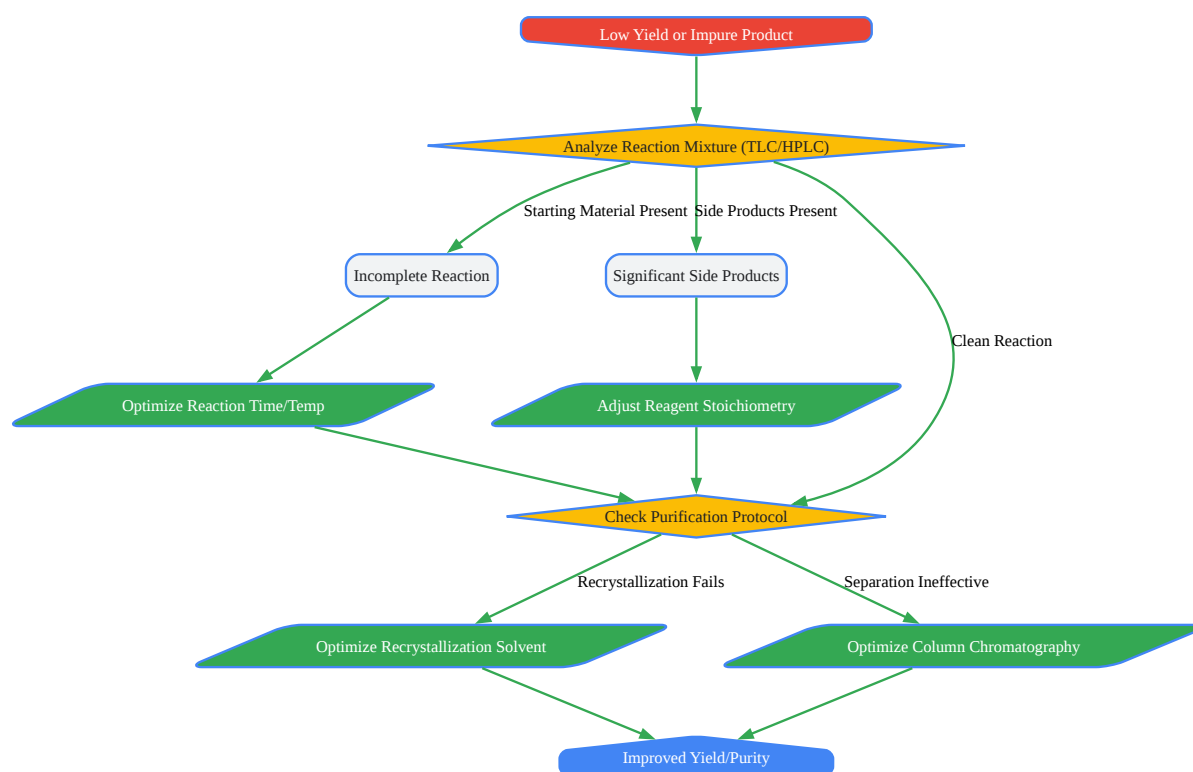 Low Yield or Impure Product
Analyze Reaction Mixture (TLC/HPLC)
Starting Material Present
Side Products Present
Incomplete Reaction
Significant Side Products
Clean Reaction
Optimize Reaction Time/Temp
Adjust Reagent Stoichiometry
Check Purification Protocol
Recrystallization Fails
Separation Ineffective
Optimize Recrystallization Solvent
Optimize Column Chromatography
Improved Yield/Purity